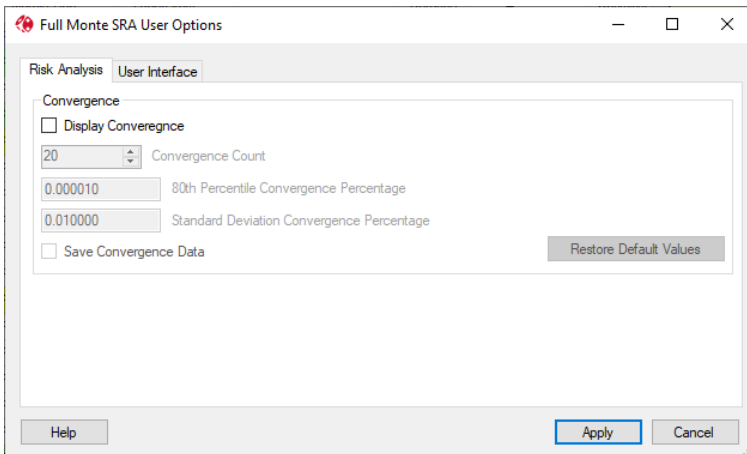 Full Monte SRA User Options
Risk Analysis User Interface
Convergence
Display Converegnce
20 Convergence Count
0.000010 80th Percentile Convergence Percentage
0.010000 Standard Deviation Convergence Percentage
Save Convergence Data Restore Default Values
Help Apply Cancel